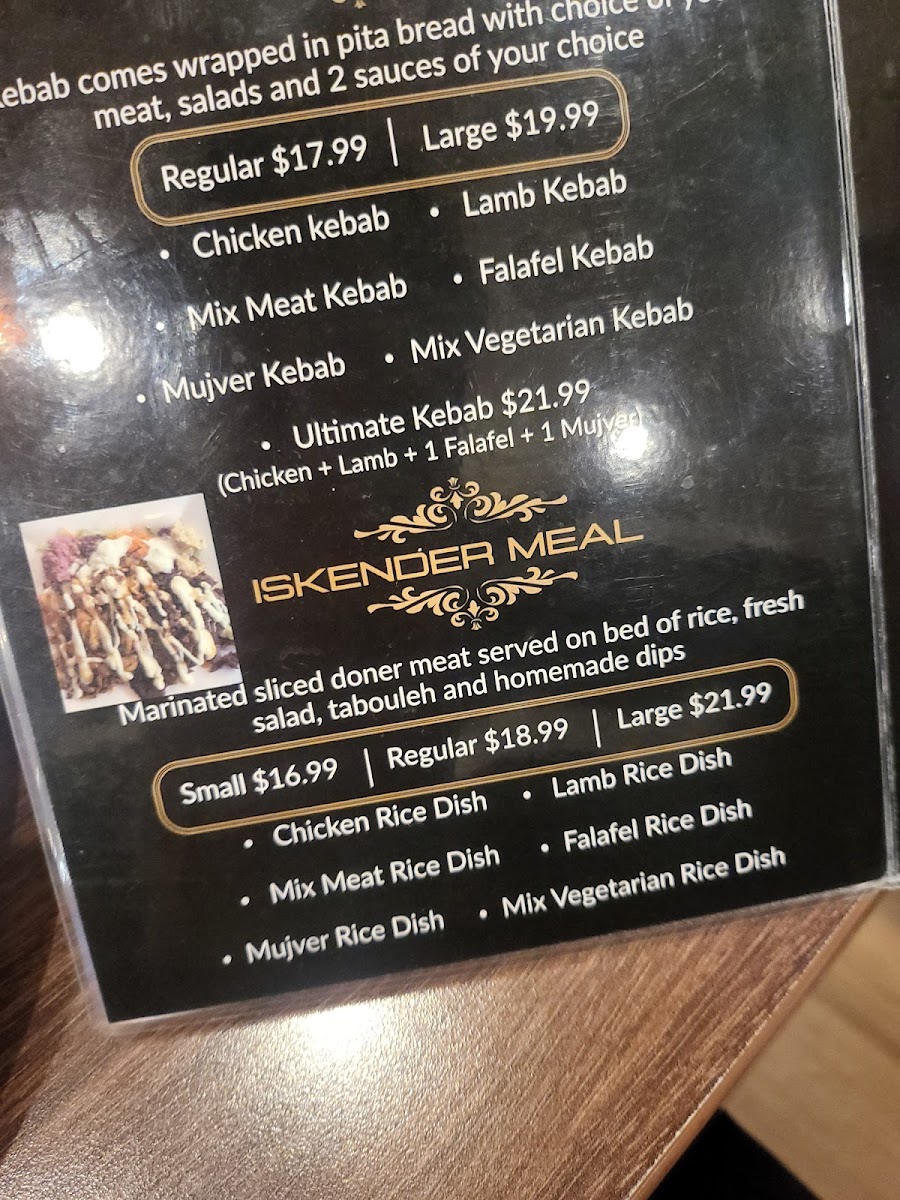 kebab comes wrapped in pita bread with choice of
meat, salads and 2 sauces of your choice
Regular $17.99 | Large $19.99
• Chicken kebab • Lamb Kebab
• Mix Meat Kebab • Falafel Kebab
• Mujver Kebab • Mix Vegetarian Kebab
• Ultimate Kebab $21.99
(Chicken + Lamb + 1 Falafel + 1 Mujver)
ISKENDER MEAL
Marinated sliced doner meat served on bed of rice, fresh
salad, tabouleh and homemade dips
Small $16.99 | Regular $18.99 | Large $21.99
• Chicken Rice Dish • Lamb Rice Dish
• Mix Meat Rice Dish • Falafel Rice Dish
• Mujver Rice Dish • Mix Vegetarian Rice Dish